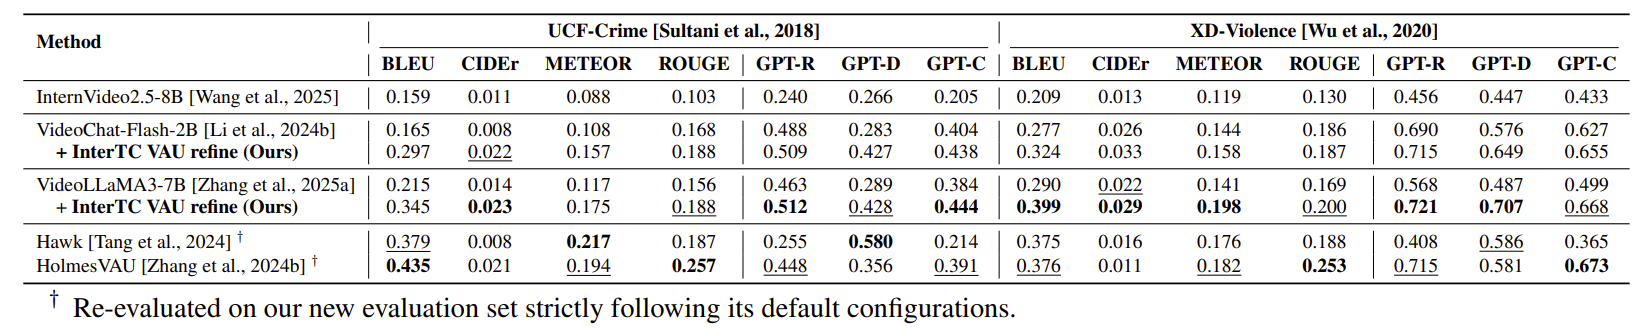 Method UCF-Crime [Sultani et al., 2018] XD-Violence [Wu et al., 2020]
BLEU CIDEr METEOR ROUGE GPT-R GPT-D GPT-C BLEU CIDEr METEOR ROUGE GPT-R GPT-D GPT-C
InternVideo2.5-8B [Wang et al., 2025] 0.159 0.011 0.088 0.103 0.240 0.266 0.205 0.209 0.013 0.119 0.130 0.456 0.447 0.433
VideoChat-Flash-2B [Li et al., 2024b] 0.165 0.008 0.108 0.168 0.488 0.283 0.404 0.277 0.026 0.144 0.186 0.690 0.576 0.627
+ InterTC VAU refine (Ours) 0.297 0.022 0.157 0.188 0.509 0.427 0.438 0.324 0.033 0.158 0.187 0.715 0.649 0.655
VideoLLaMA3-7B [Zhang et al., 2025a] 0.215 0.014 0.117 0.156 0.463 0.289 0.384 0.290 0.022 0.141 0.169 0.568 0.487 0.499
+ InterTC VAU refine (Ours) 0.345 0.023 0.175 0.188 0.512 0.428 0.444 0.399 0.029 0.198 0.200 0.721 0.707 0.668
Hawk [Tang et al., 2024] † 0.379 0.008 0.217 0.187 0.255 0.580 0.214 0.375 0.016 0.176 0.188 0.408 0.586 0.365
HolmesVAU [Zhang et al., 2024b] † 0.435 0.021 0.194 0.257 0.448 0.356 0.391 0.376 0.011 0.182 0.253 0.715 0.581 0.673
† Re-evaluated on our new evaluation set strictly following its default configurations.